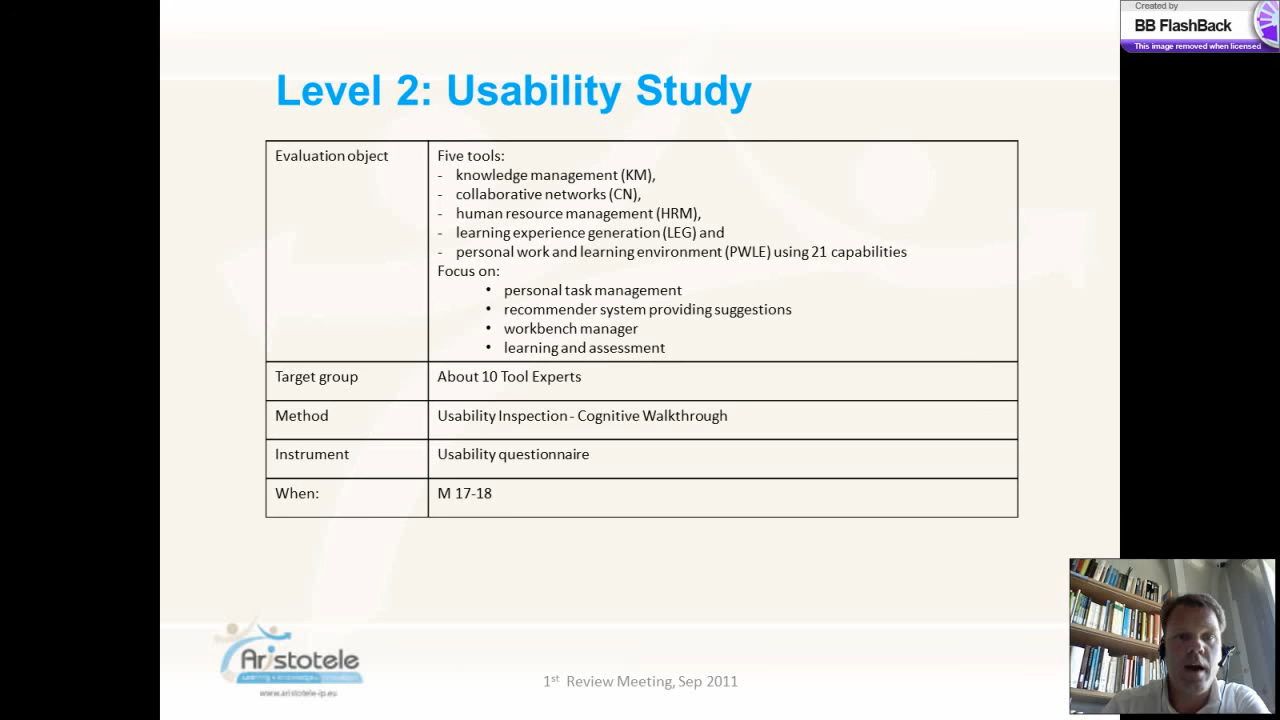 Created by
BB FlashBack
This image removed when licensed
Level 2: Usability Study
Evaluation object
Five tools:
- knowledge management (KM),
- collaborative networks (CN),
- human resource management (HRM),
- learning experience generation (LEG) and
- personal work and learning environment (PWLE) using 21 capabilities
Focus on:
• personal task management
• recommender system providing suggestions
• workbench manager
• learning and assessment
Target group
About 10 Tool Experts
Method
Usability Inspection - Cognitive Walkthrough
Instrument
Usability questionnaire
When:
M 17-18
Aristotele
www.aristotele-ip.eu
1st Review Meeting, Sep 2011